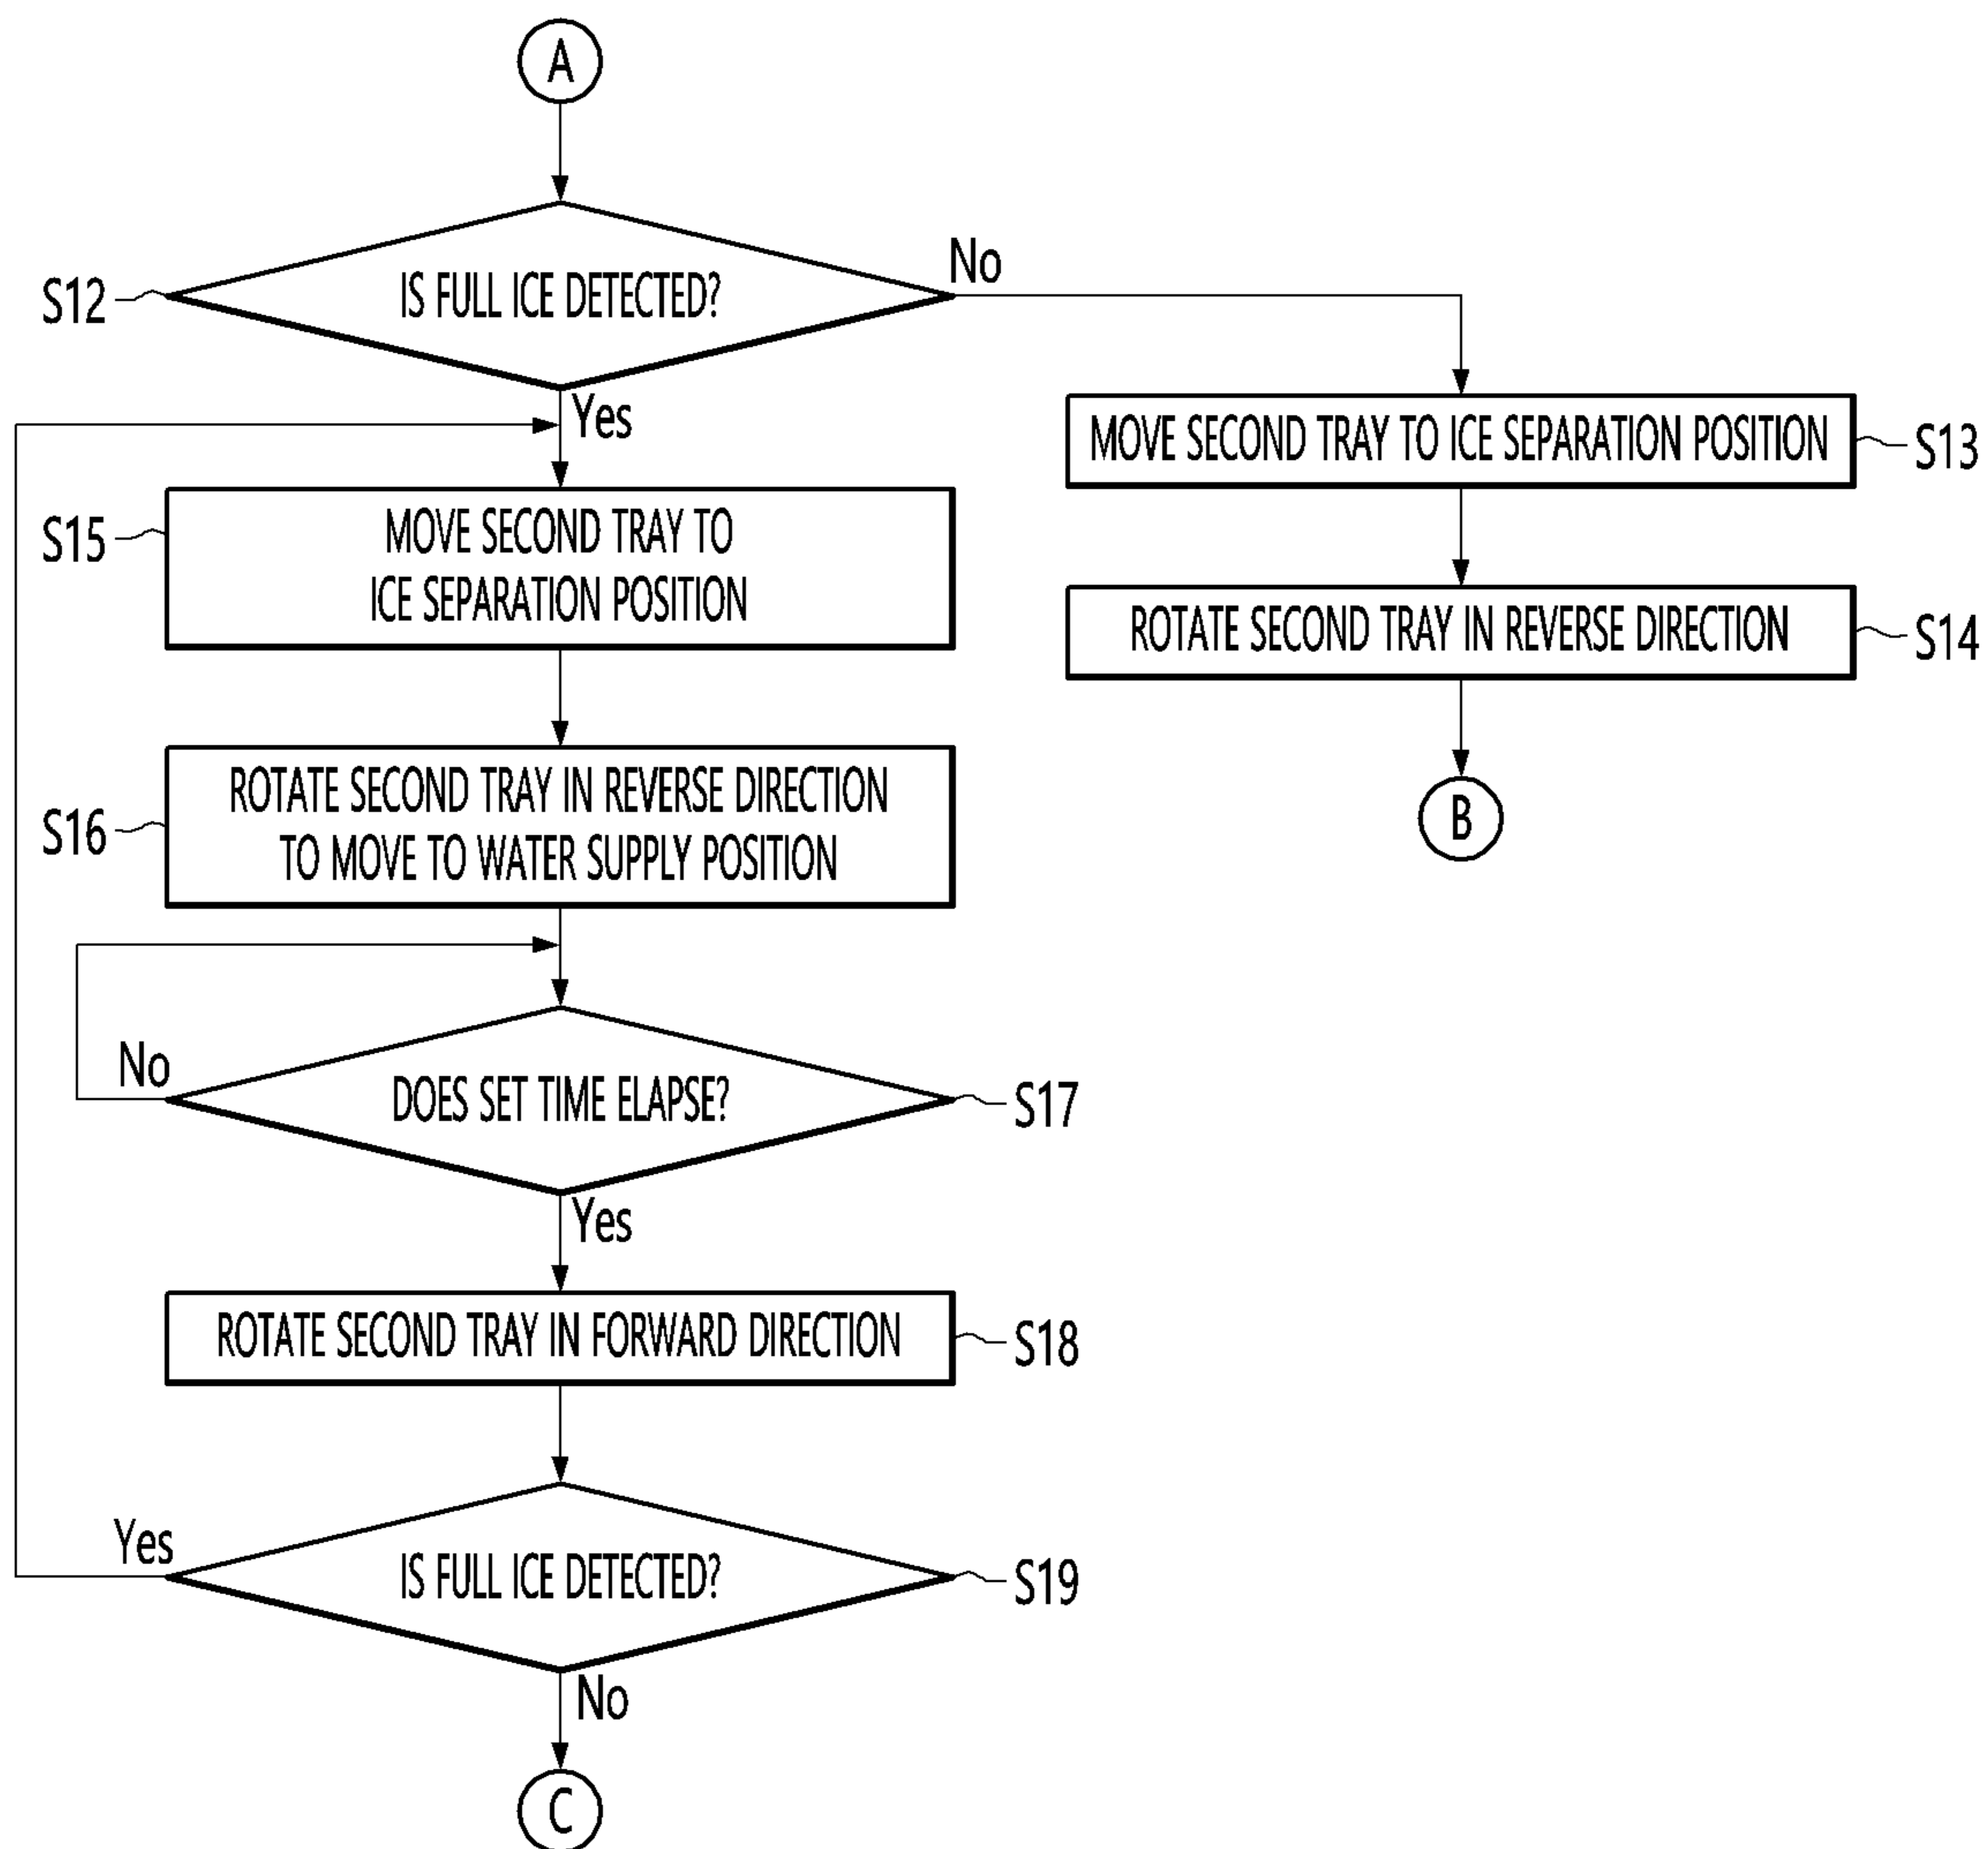 A
S12
IS FULL ICE DETECTED?
No
Yes
MOVE SECOND TRAY TO ICE SEPARATION POSITION
S13
S15
MOVE SECOND TRAY TO
ICE SEPARATION POSITION
ROTATE SECOND TRAY IN REVERSE DIRECTION
S14
S16
ROTATE SECOND TRAY IN REVERSE DIRECTION
TO MOVE TO WATER SUPPLY POSITION
B
No
DOES SET TIME ELAPSE?
S17
Yes
ROTATE SECOND TRAY IN FORWARD DIRECTION
S18
Yes
IS FULL ICE DETECTED?
S19
No
C